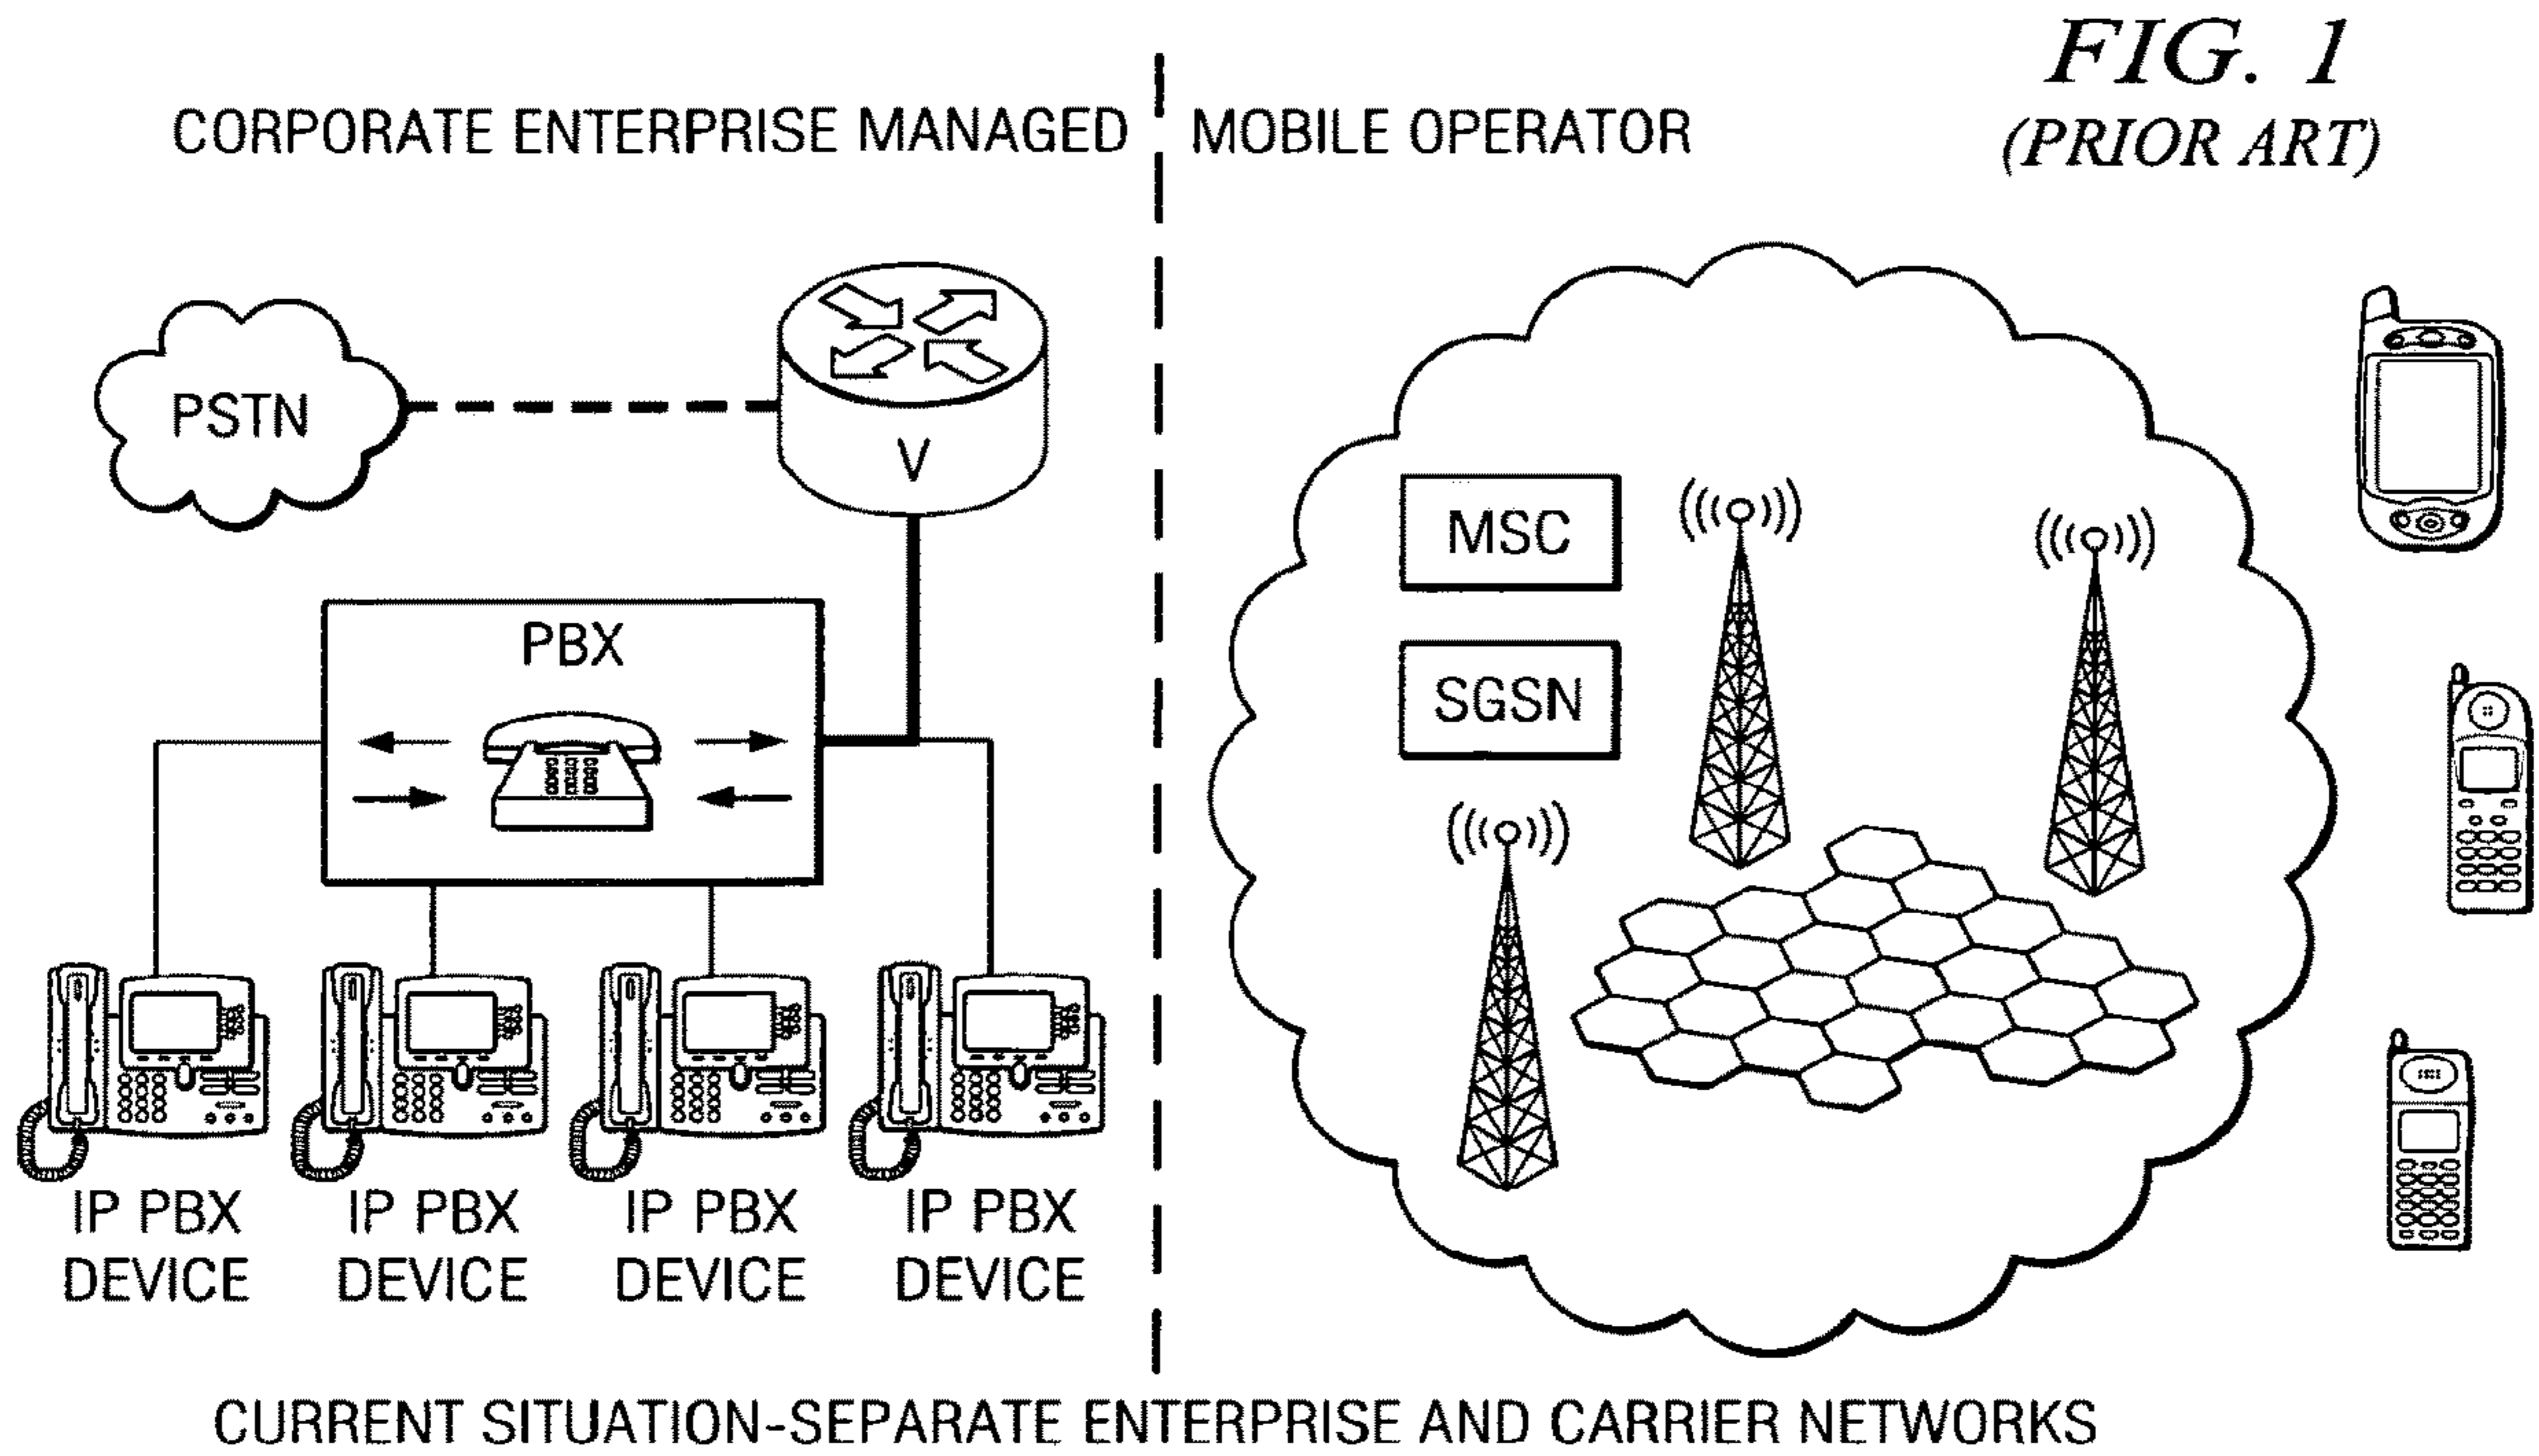 FIG. 1
(PRIOR ART)
CORPORATE ENTERPRISE MANAGED
MOBILE OPERATOR
PSTN
V
PBX
MSC
SGSN
IP PBX
DEVICE
IP PBX
DEVICE
IP PBX
DEVICE
IP PBX
DEVICE
CURRENT SITUATION-SEPARATE ENTERPRISE AND CARRIER NETWORKS